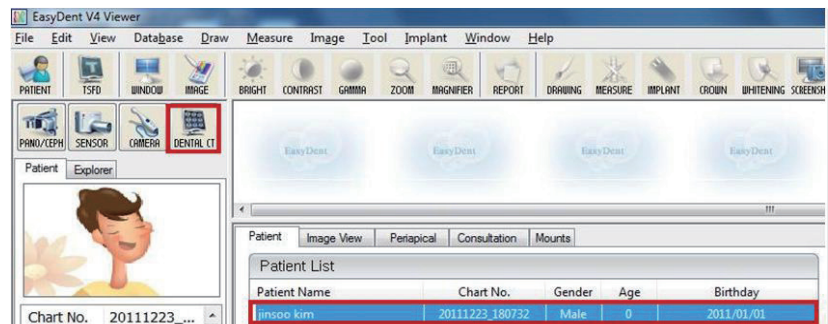 EasyDent V4 Viewer
File Edit View Database Draw Measure Image Tool Implant Window Help
PATIENT TSFD WINDOW IMAGE BRIGHT CONTRAST GAMMA ZOOM MAGNIFIER REPORT DRAWING MEASURE IMPLANT CROWN WHITENING SCREENSH
PANO/CEPH SENSOR CAMERA DENTAL CT
EasyDent EasyDent EasyDent EasyDent
Patient Explorer
Patient Image View Periapical Consultation Mounts
Patient List
Patient Name Chart No. Gender Age Birthday
jinsoo kim 20111223_180732 Male 0 2011/01/01
Chart No. 20111223_...